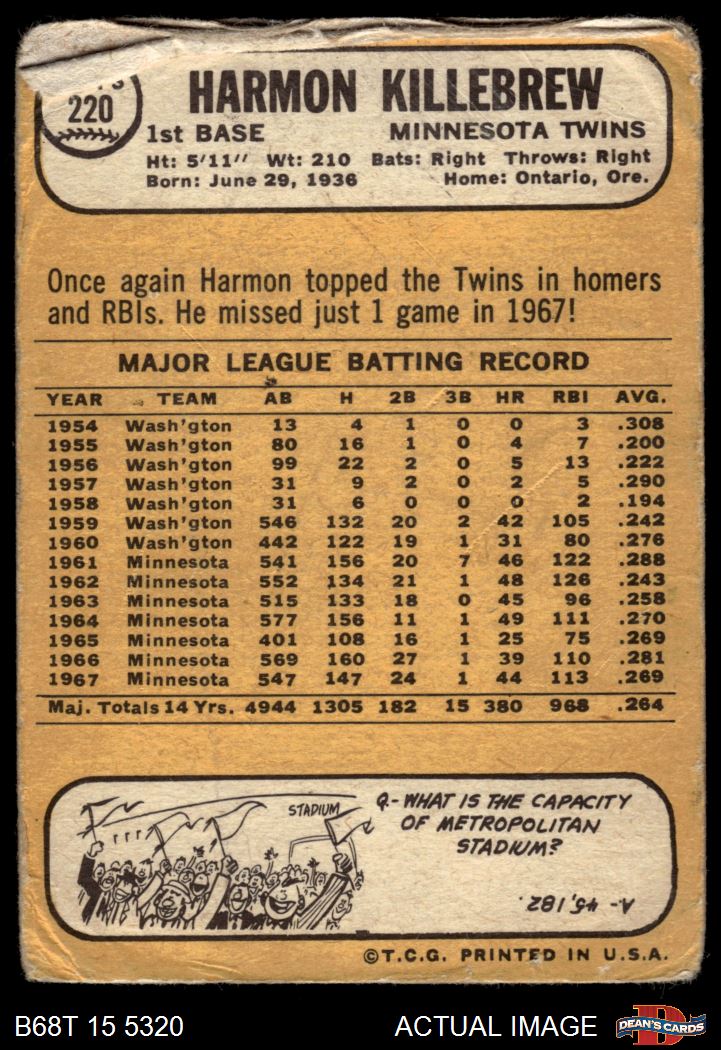 220
HARMON KILLEBREW
1st BASE MINNESOTA TWINS
Ht: 5'11" Wt: 210 Bats: Right Throws: Right
Born: June 29, 1936 Home: Ontario, Ore.
Once again Harmon topped the Twins in homers
and RBIs. He missed just 1 game in 1967!
MAJOR LEAGUE BATTING RECORD
YEAR TEAM AB H 2B 3B HR RBI AVG.
1954 Wash'gton 13 4 1 0 0 3 .308
1955 Wash'gton 80 16 1 0 4 7 .200
1956 Wash'gton 99 22 2 0 5 13 .222
1957 Wash'gton 31 9 2 0 2 5 .290
1958 Wash'gton 31 6 0 0 0 2 .194
1959 Wash'gton 546 132 20 2 42 105 .242
1960 Wash'gton 442 122 19 1 31 80 .276
1961 Minnesota 541 156 20 7 46 122 .288
1962 Minnesota 552 134 21 1 48 126 .243
1963 Minnesota 515 133 18 0 45 96 .258
1964 Minnesota 577 156 11 1 49 111 .270
1965 Minnesota 401 108 16 1 25 75 .269
1966 Minnesota 569 160 27 1 39 110 .281
1967 Minnesota 547 147 24 1 44 113 .269
Maj. Totals 14 Yrs. 4944 1305 182 15 380 968 .264
STADIUM
Q.- WHAT IS THE CAPACITY
OF METROPOLITAN
STADIUM?
A- 45,182.
©T.C.G. PRINTED IN U.S.A.
B68T 15 5320 ACTUAL IMAGE
D
DEAN'S CARDS